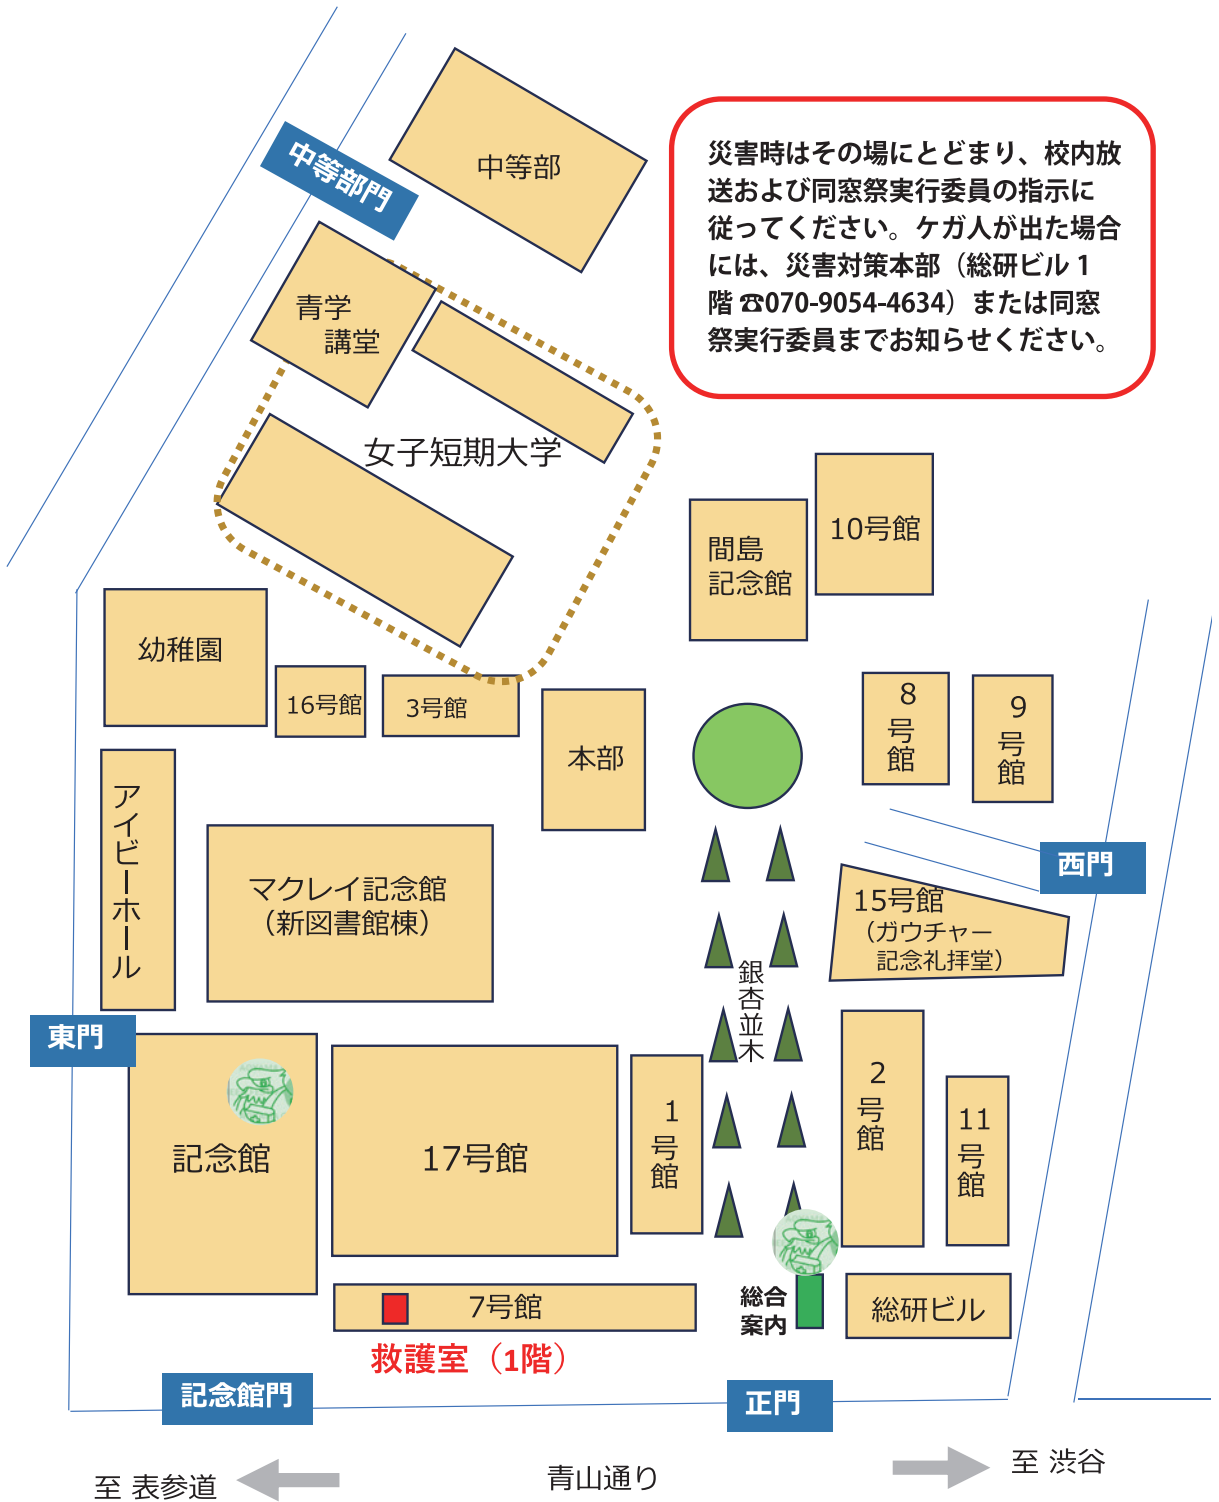 中等部
中等部門
災害時はその場にとどまり、校内放
送および同窓祭実行委員の指示に
従ってください。ケガ人が出た場合
には、災害対策本部（総研ビル 1
階 ☎070-9054-4634）または同窓
祭実行委員までお知らせください。
青学
講堂
女子短期大学
間島
記念館
10号館
幼稚園
16号館
3号館
本部
8号館
9号館
アイビーホール
マクレイ記念館
（新図書館棟）
西門
15号館
（ガウチャー
記念礼拝堂）
銀杏並木
東門
記念館
17号館
1号館
2号館
11号館
7号館
総合
案内
総研ビル
救護室（1階）
記念館門
正門
至 表参道
青山通り
至 渋谷